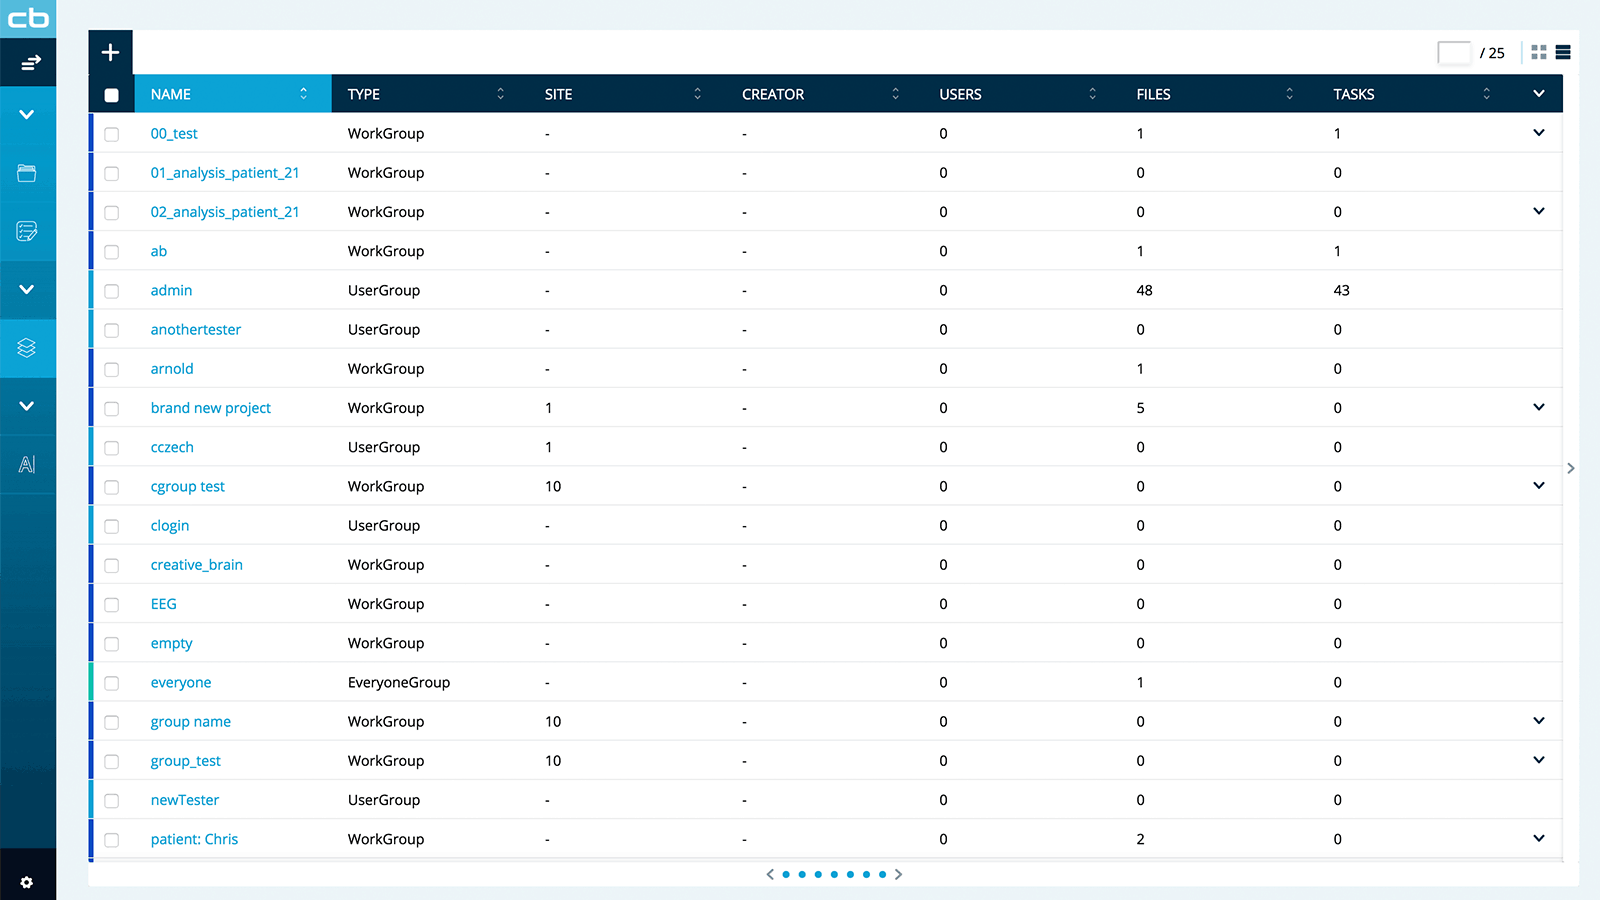 cb
/ 25
NAME TYPE SITE CREATOR USERS FILES TASKS
00_test WorkGroup - - 0 1 1
01_analysis_patient_21 WorkGroup - - 0 0 0
02_analysis_patient_21 WorkGroup - - 0 0 0
ab WorkGroup - - 0 1 1
admin UserGroup - - 0 48 43
anothertester UserGroup - - 0 0 0
arnold WorkGroup - - 0 1 0
brand new project WorkGroup 1 - 0 5 0
cczech UserGroup 1 - 0 0 0
cgroup test WorkGroup 10 - 0 0 0
clogin UserGroup - - 0 0 0
creative_brain WorkGroup - - 0 0 0
EEG WorkGroup - - 0 0 0
empty WorkGroup - - 0 0 0
everyone EveryoneGroup - - 0 1 0
group name WorkGroup 10 - 0 0 0
group_test WorkGroup 10 - 0 0 0
newTester UserGroup - - 0 0 0
patient: Chris WorkGroup - - 0 2 0
A|